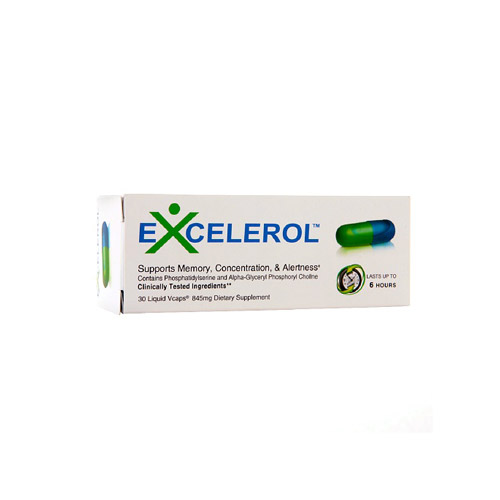 EXCELEROL™
Supports Memory, Concentration, & Alertness*
Contains Phosphatidylserine and Alpha-Glyceryl Phosphoryl Choline
Clinically Tested Ingredients**
30 Liquid Vcaps® 845mg Dietary Supplement
LASTS UP TO
6 HOURS